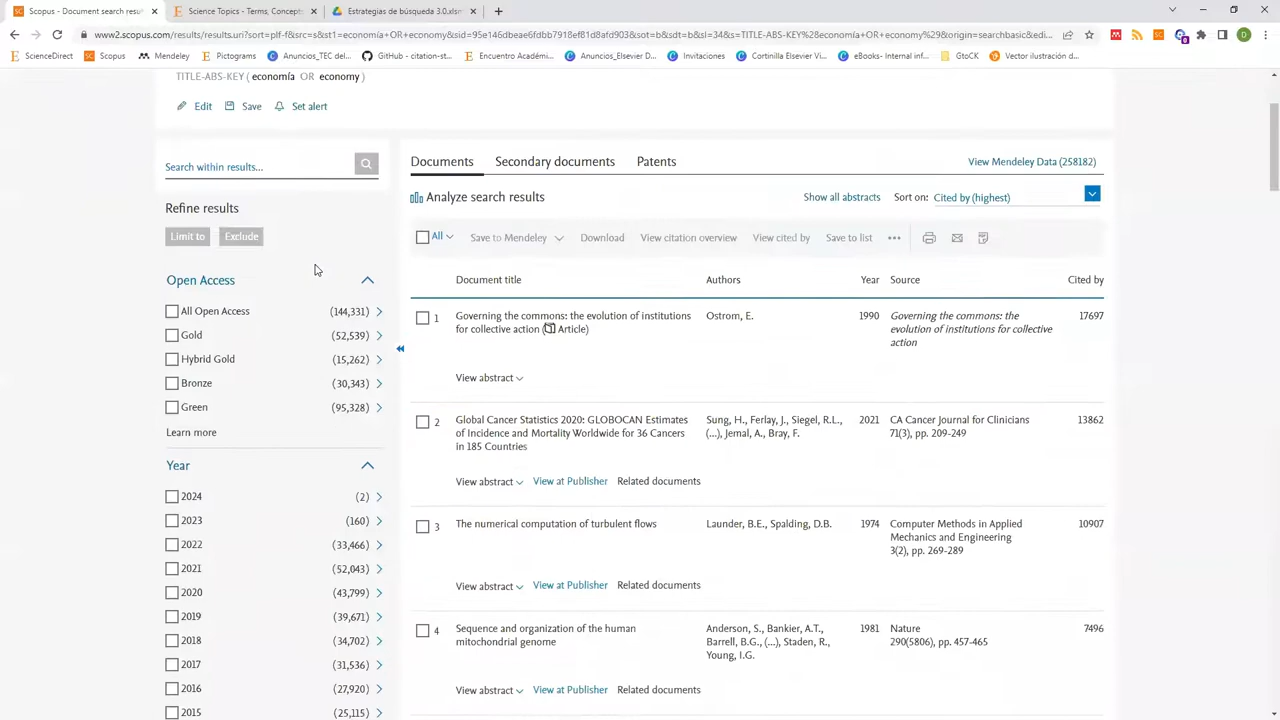 Scopus - Document search results
Science Topics - Terms, Concepts
Estrategias de búsqueda 3.0.xlsm
www2.scopus.com/results/results.uri?sort=plf-f&src=s&st1=economía+OR+economy&sid=95e146dbeae6fdbb7918ef81d8afd903&sot=b&sdt=b&sl=34&s=TITLE-ABS-KEY%28economía+OR+economy%29&origin=searchbasic&edi...
ScienceDirect
Scopus
Mendeley
Pictograms
Anuncios_TEC del...
GitHub - citation-st...
Encuentro Académi...
Anuncios_Elsevier D...
Invitaciones
Cortinilla Elsevier Vi...
eBooks- Internal inf...
GtoCK
Vector ilustración d...
TITLE-ABS-KEY ( economía OR economy )
Edit Save Set alert
Search within results...
Refine results
Limit to Exclude
Open Access
All Open Access (144,331)
Gold (52,539)
Hybrid Gold (15,262)
Bronze (30,343)
Green (95,328)
Learn more
Year
2024 (2)
2023 (160)
2022 (33,466)
2021 (52,043)
2020 (43,799)
2019 (39,671)
2018 (34,702)
2017 (31,536)
2016 (27,920)
2015 (25,115)
Documents Secondary documents Patents View Mendeley Data (258182)
Analyze search results Show all abstracts Sort on: Cited by (highest)
All Save to Mendeley Download View citation overview View cited by Save to list
Document title Authors Year Source Cited by
1 Governing the commons: the evolution of institutions Ostrom, E. 1990 Governing the commons: the 17697
for collective action ( Article) evolution of institutions for collective
action
View abstract
2 Global Cancer Statistics 2020: GLOBOCAN Estimates Sung, H., Ferlay, J., Siegel, R.L., 2021 CA Cancer Journal for Clinicians 13862
of Incidence and Mortality Worldwide for 36 Cancers (...), Jemal, A., Bray, F. 71(3), pp. 209-249
in 185 Countries
View abstract View at Publisher Related documents
3 The numerical computation of turbulent flows Launder, B.E., Spalding, D.B. 1974 Computer Methods in Applied 10907
Mechanics and Engineering
3(2), pp. 269-289
View abstract View at Publisher Related documents
4 Sequence and organization of the human Anderson, S., Bankier, A.T., 1981 Nature 7496
mitochondrial genome Barrell, B.G., (...), Staden, R., 290(5806), pp. 457-465
Young, I.G.
View abstract View at Publisher Related documents